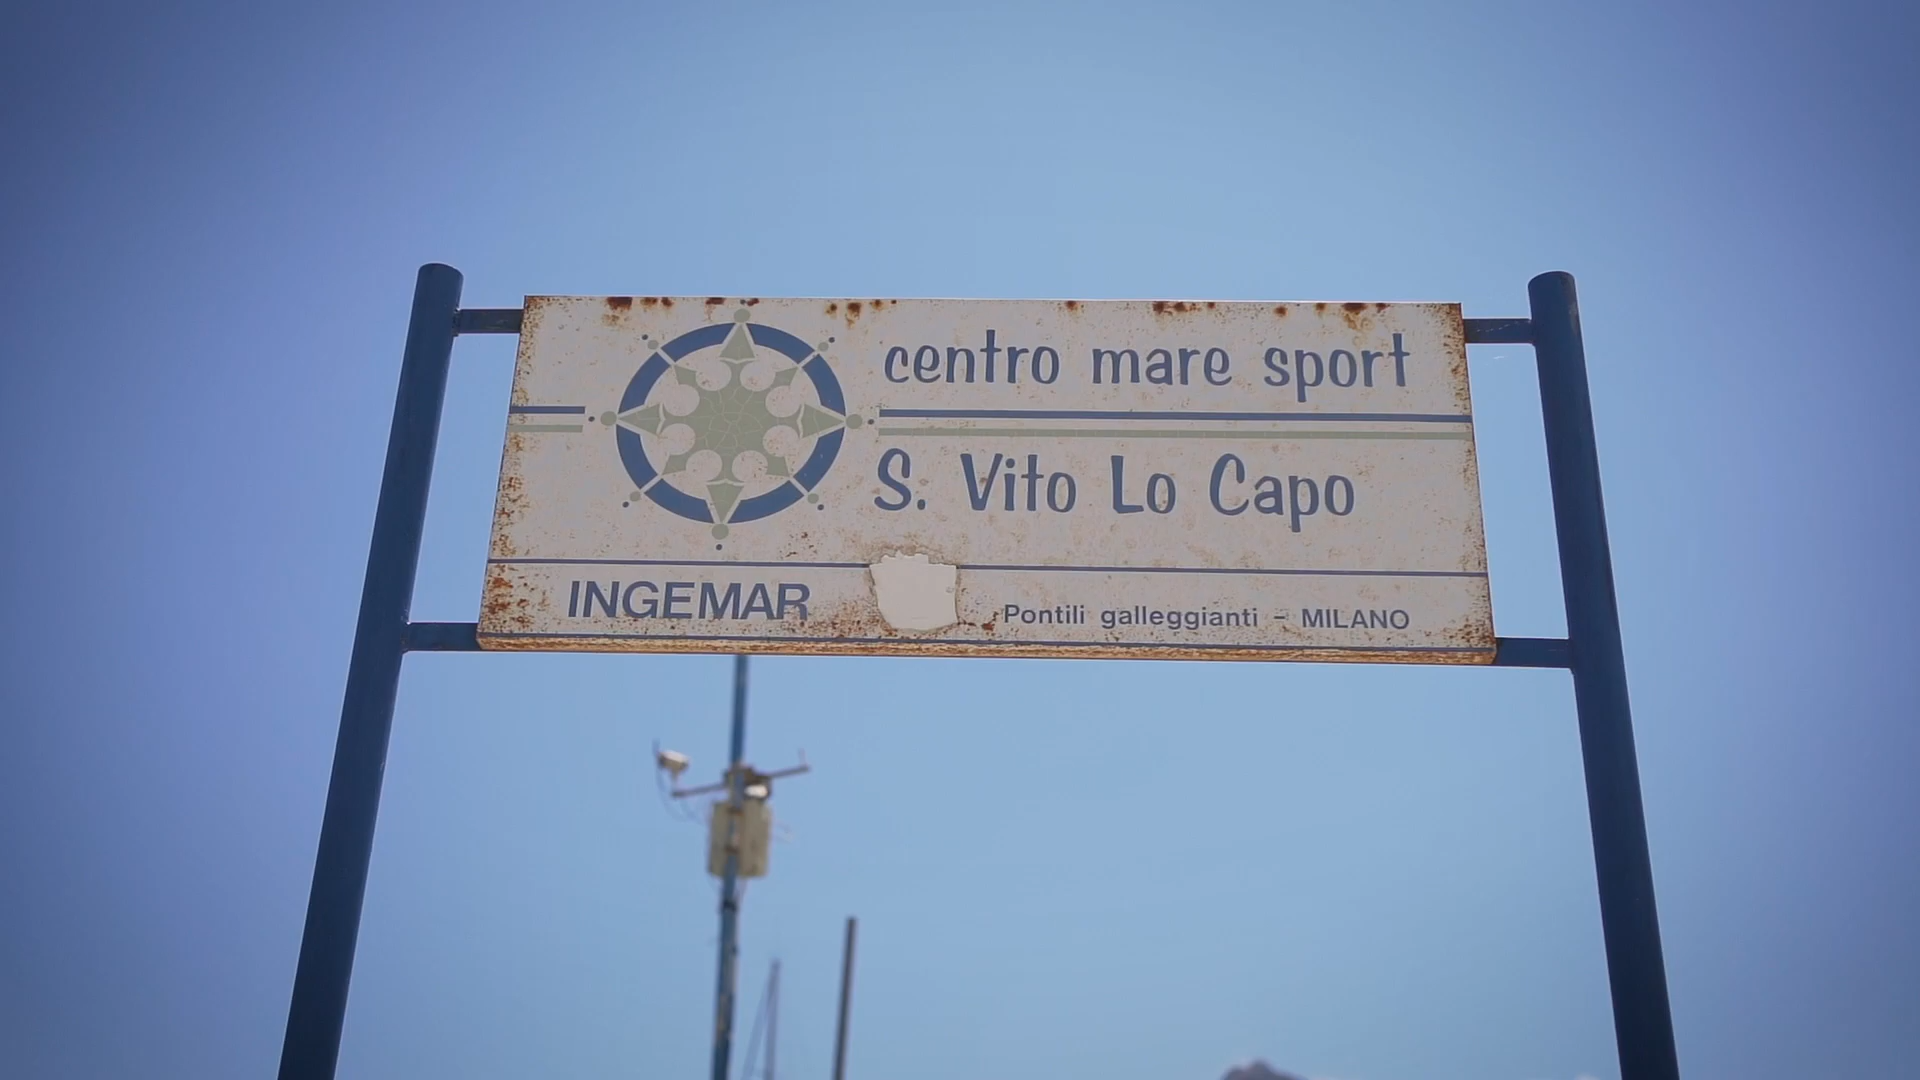 centro mare sport
S. Vito Lo Capo
INGEMAR Pontili galleggianti - MILANO